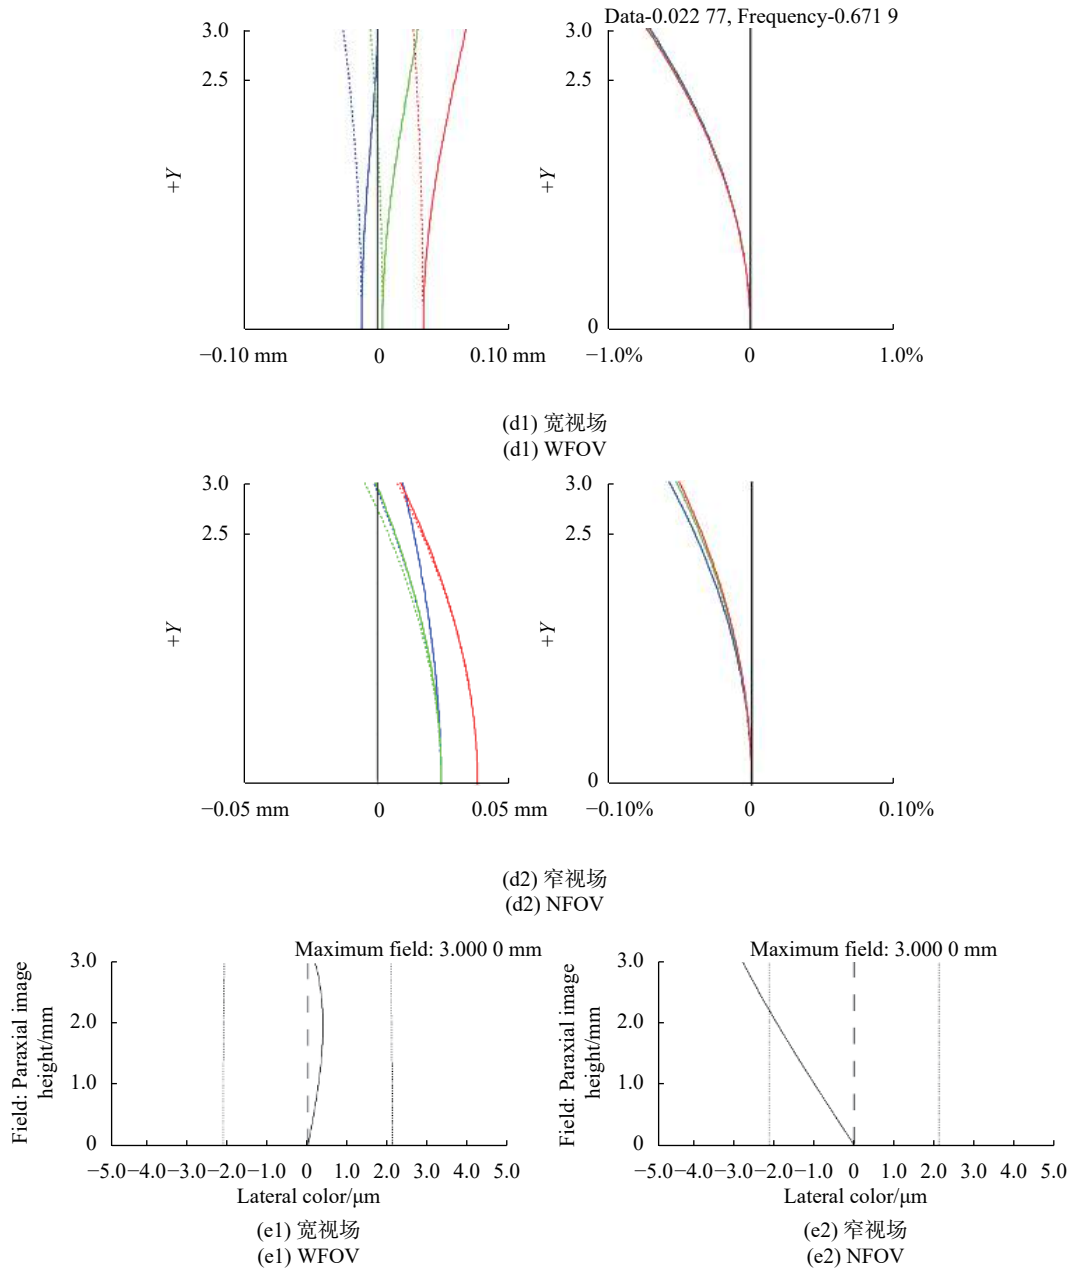 Data-0.022 77, Frequency-0.671 9
3.0
2.5
+Y
−0.10 mm 0 0.10 mm
3.0
2.5
+Y
0
−1.0% 0 1.0%
(d1) 宽视场
(d1) WFOV
3.0
2.5
+Y
−0.05 mm 0 0.05 mm
3.0
2.5
+Y
0
−0.10% 0 0.10%
(d2) 窄视场
(d2) NFOV
Maximum field: 3.000 0 mm
Field: Paraxial image
height/mm
3.0
2.0
1.0
0
−5.0 −4.0 −3.0 −2.0 −1.0 0 1.0 2.0 3.0 4.0 5.0
Lateral color/μm
(e1) 宽视场
(e1) WFOV
Maximum field: 3.000 0 mm
Field: Paraxial image
height/mm
3.0
2.0
1.0
0
−5.0 −4.0 −3.0 −2.0 −1.0 0 1.0 2.0 3.0 4.0 5.0
Lateral color/μm
(e2) 窄视场
(e2) NFOV